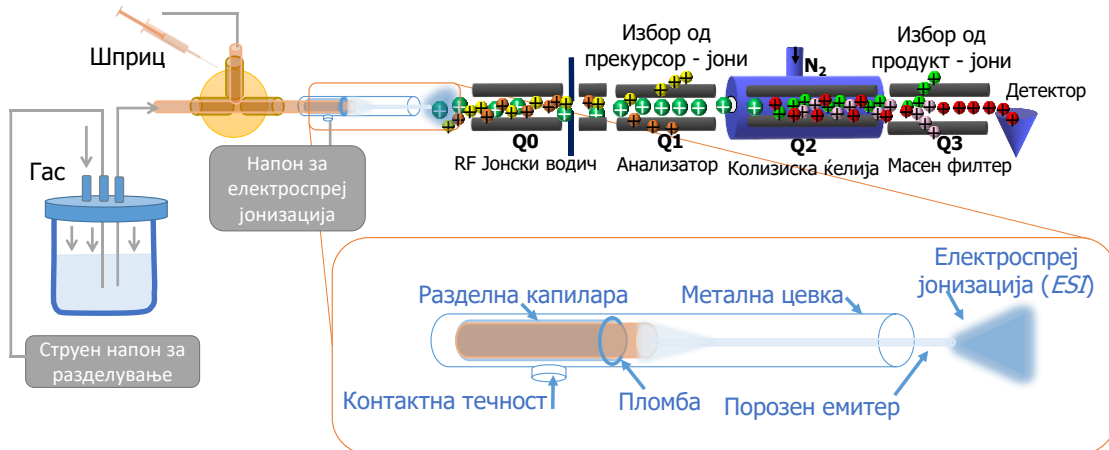 Шприц
Гас
Напон за
електроспреј
јонизација
Струен напон за
разделување
Избор од
прекурсор - јони
N2
Избор од
продукт - јони
Детектор
Q0
RF Јонски водич
Q1
Анализатор
Q2
Колизиска ќелија
Q3
Масен филтер
Електроспреј
јонизација (ESI)
Разделна капилара
Метална цевка
Контактна течност
Пломба
Порозен емитер